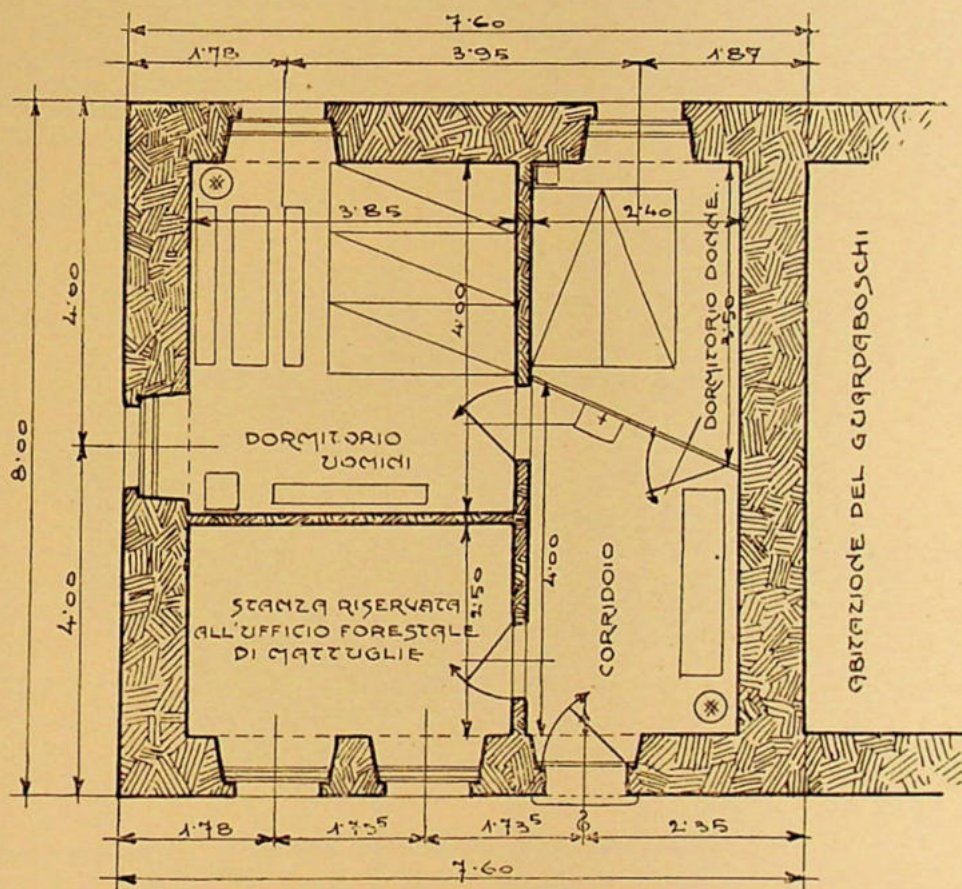 7.60
1.78
3.95
1.87
4.00
8.00
4.00
3.85
4.00
2.40
DORMITORIO DONNE.
3.50
DORMITORIO
UOMINI
4.00
2.50
STANZA RISERVATA
ALL'UFFICIO FORESTALE
DI MATTUGLIE
CORRIDOIO
ABITAZIONE DEL GUARDABOSCHI
1.78
1.73⁵
1.73⁵
2.35
7.60